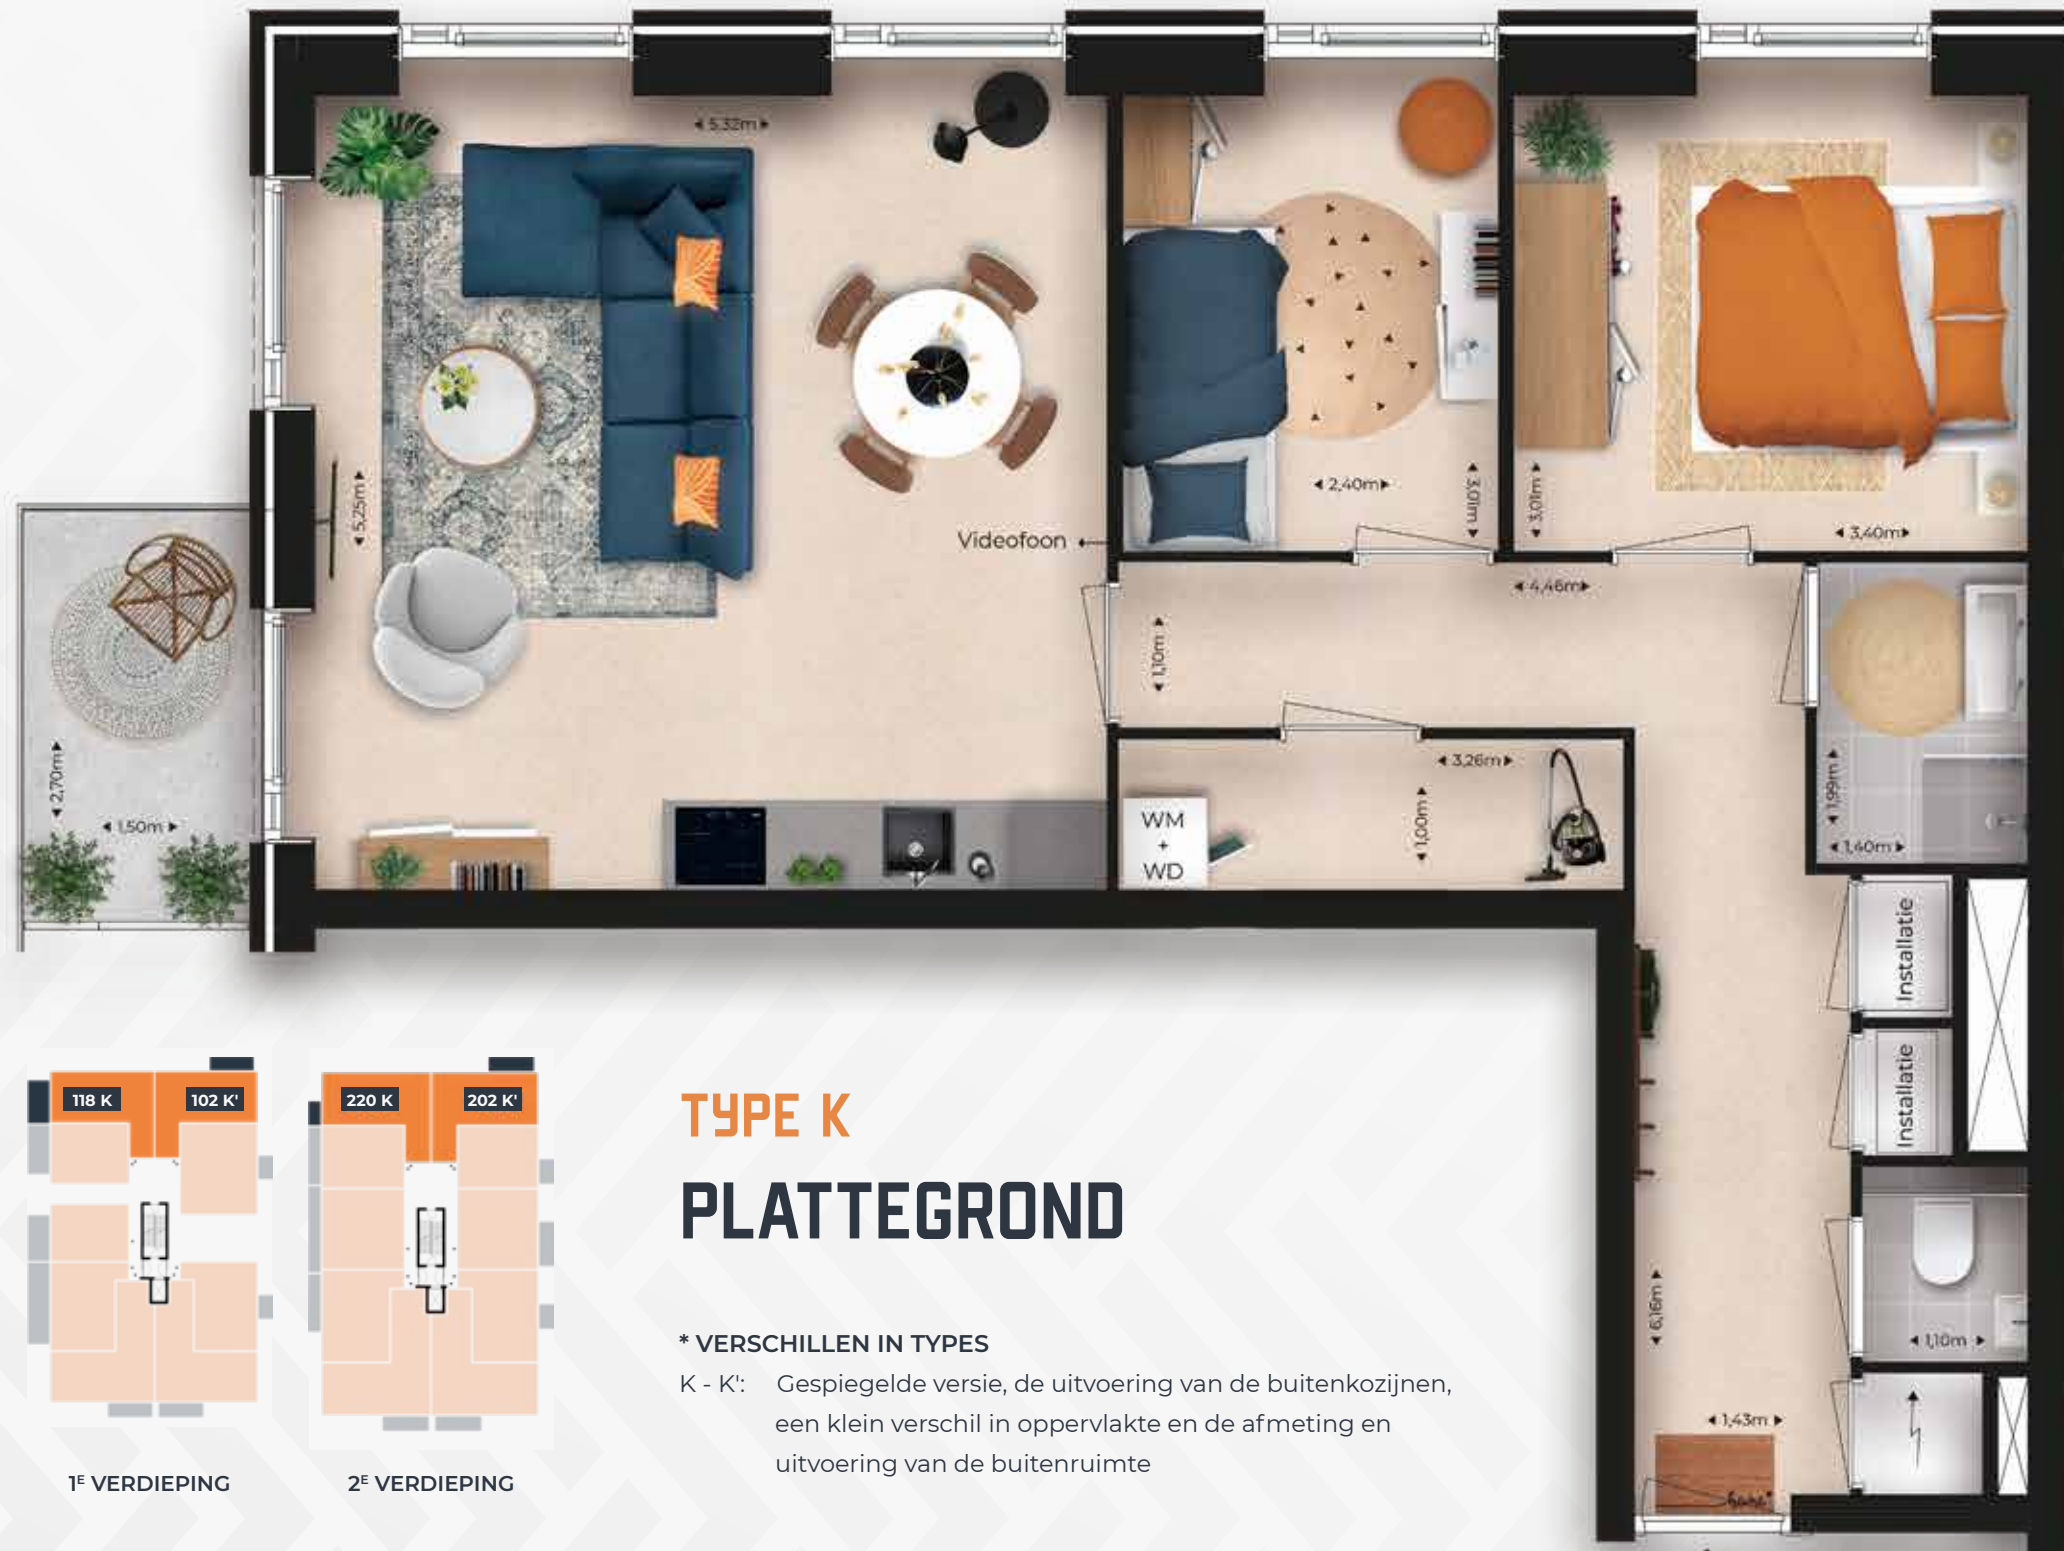 5,32m
5,25m
Videofoon
2,40m
3,01m
3,01m
3,40m
4,46m
1,10m
3,26m
1,00m
WM
+
WD
1,99m
1,40m
2,70m
1,50m
Installatie
Installatie
1,10m
6,16m
1,43m
home
118 K
102 K'
220 K
202 K'
1E VERDIEPING
2E VERDIEPING
TYPE K
PLATTEGROND
* VERSCHILLEN IN TYPES
K - K': Gespiegelde versie, de uitvoering van de buitenkozijnen,
een klein verschil in oppervlakte en de afmeting en
uitvoering van de buitenruimte